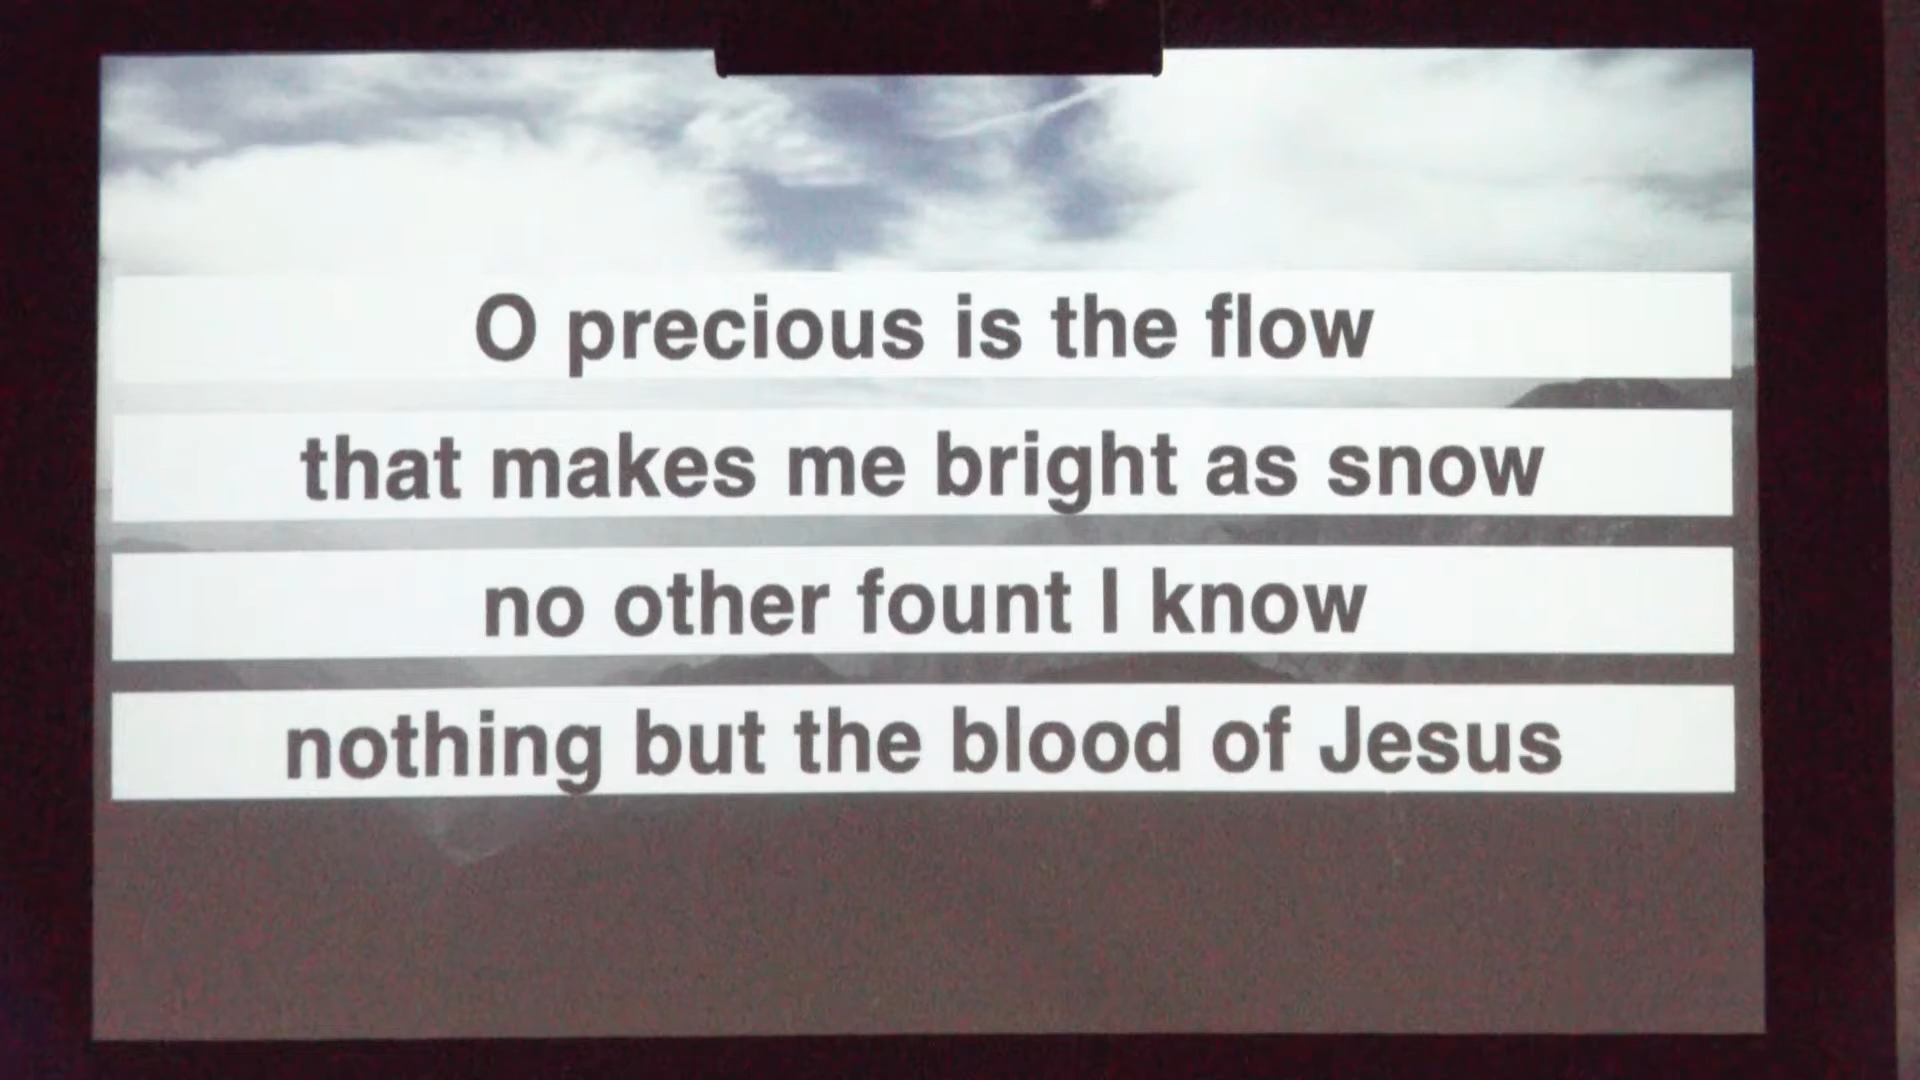 O precious is the flow
that makes me bright as snow
no other fount I know
nothing but the blood of Jesus